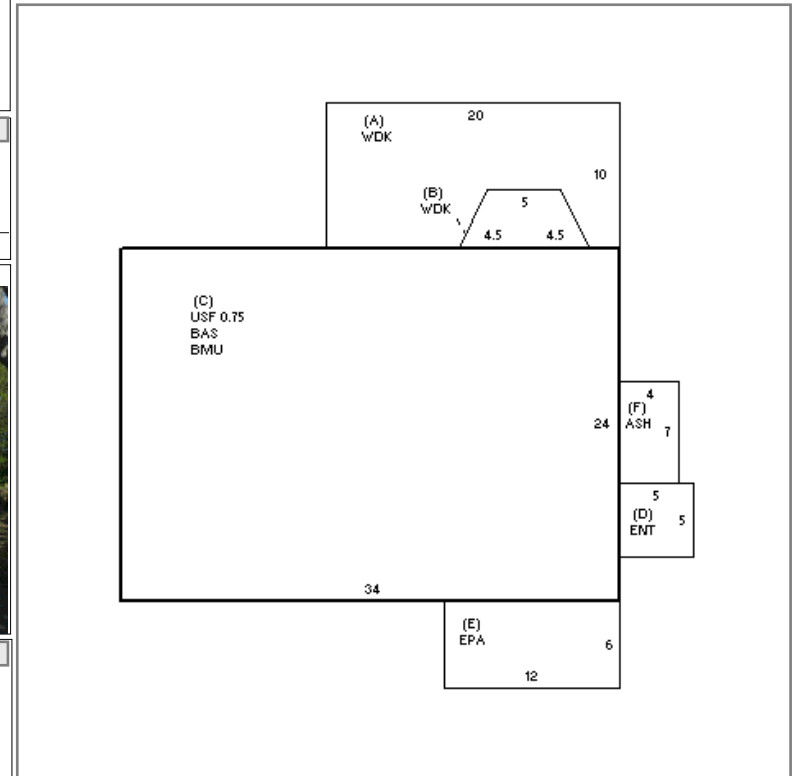 20
(A)
WDK
10
(B)
WDK
5
4.5
4.5
(C)
USF 0.75
BAS
BMU
4
(F)
ASH
7
24
5
(D)
ENT
5
34
(E)
EPA
6
12